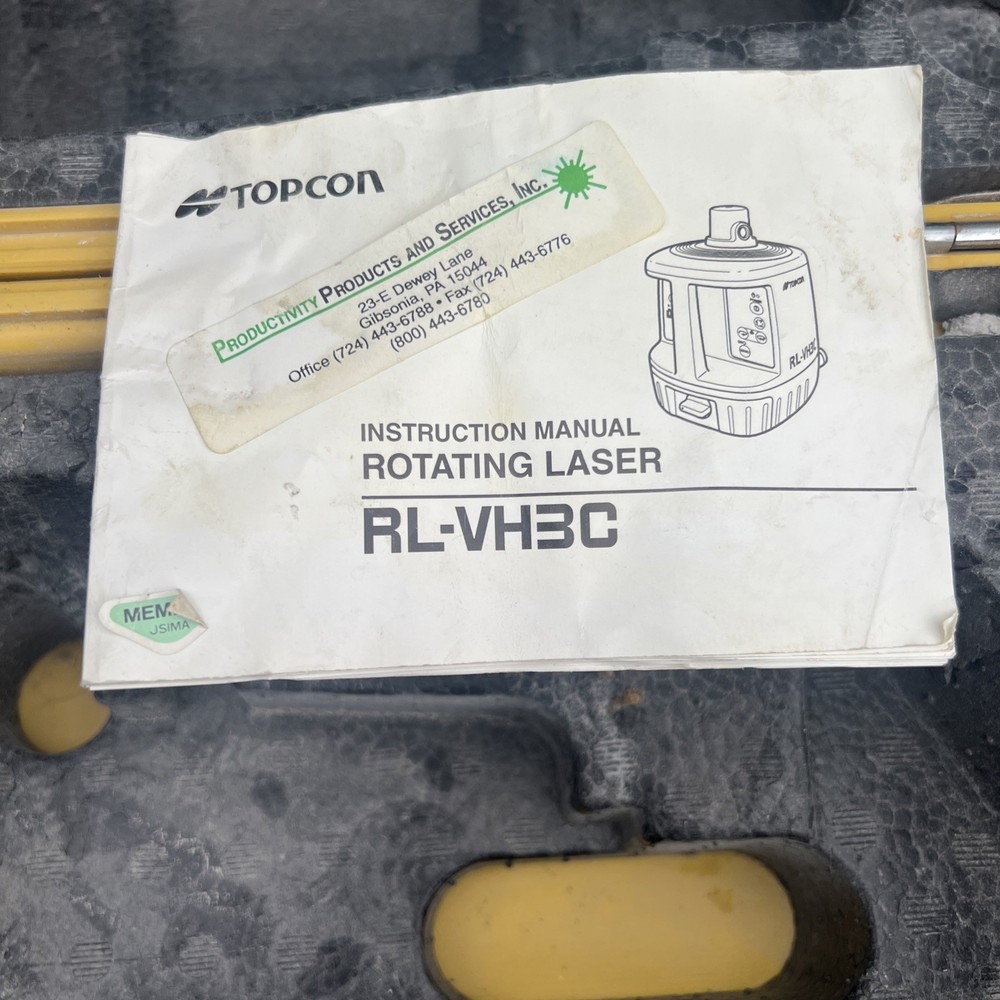 TOPCON
PRODUCTIVITY PRODUCTS AND SERVICES, INC.
23-E Dewey Lane
Gibsonia, PA 15044
Office (724) 443-6788 • Fax (724) 443-6776
(800) 443-6780
TOPCON
RL-VH3C
INSTRUCTION MANUAL
ROTATING LASER
RL-VH3C
JSIMA